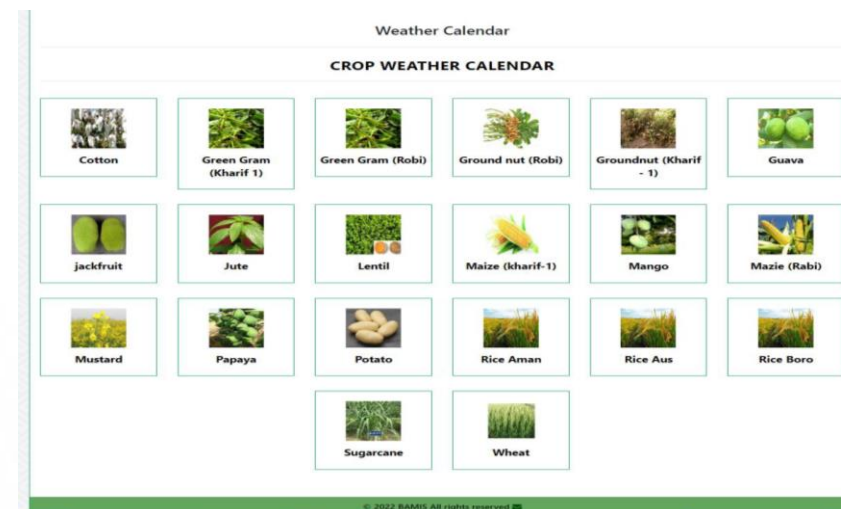 Weather Calendar
CROP WEATHER CALENDAR
Cotton
Green Gram
(Kharif 1)
Green Gram (Robi)
Ground nut (Robi)
Groundnut (Kharif
- 1)
Guava
jackfruit
Jute
Lentil
Maize (kharif-1)
Mango
Mazie (Rabi)
Mustard
Papaya
Potato
Rice Aman
Rice Aus
Rice Boro
Sugarcane
Wheat
© 2022 BAMIS All rights reserved